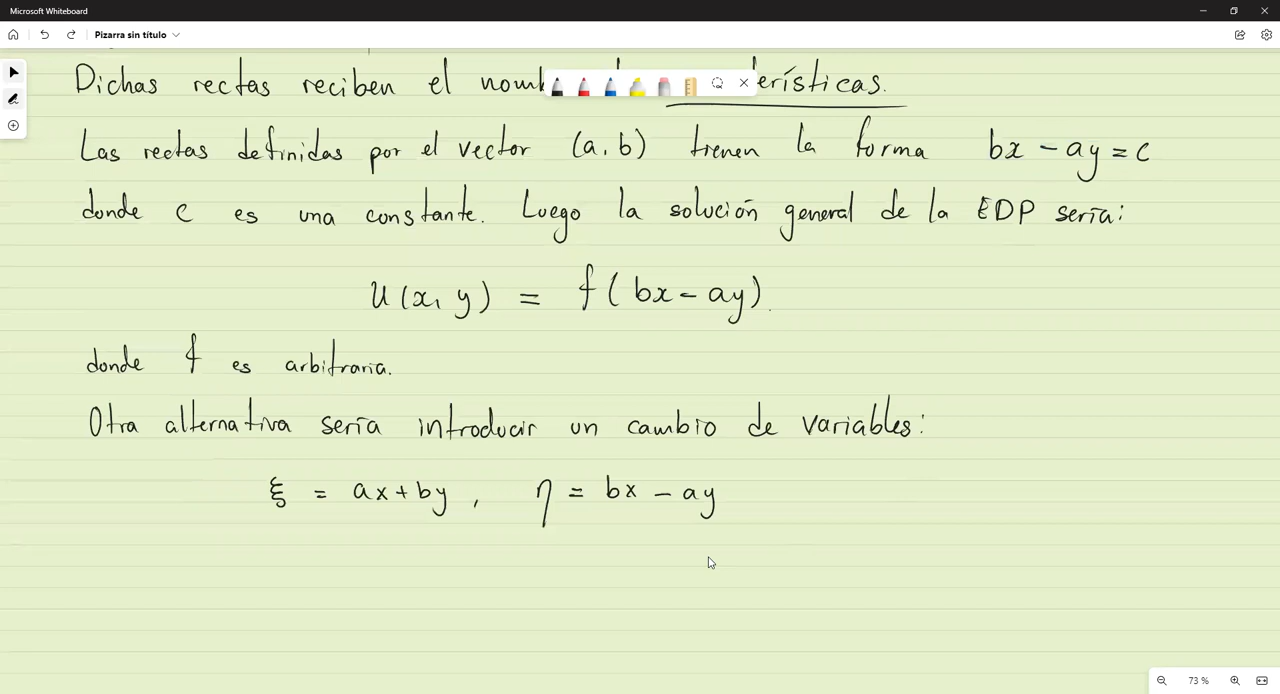 Microsoft Whiteboard
Pizarra sin título
Dichas rectas reciben el nomb erísticas.
Las rectas definidas por el vector (a, b) tienen la forma bx - ay = c
donde c es una constante. Luego la solución general de la EDP sería:
u(x, y) = f(bx - ay).
donde f es arbitraria.
Otra alternativa sería introducir un cambio de variables:
ξ = ax + by, η = bx - ay
73 %